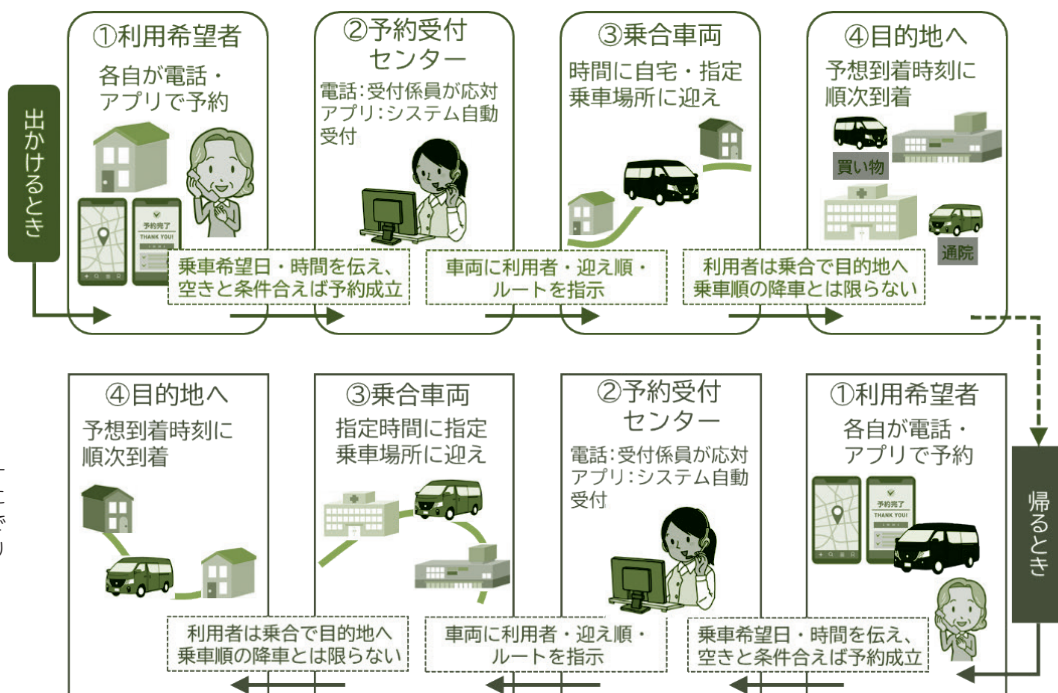 出かけるとき
①利用希望者
各自が電話・
アプリで予約
予約完了
THANK YOU!
②予約受付
センター
電話：受付係員が応対
アプリ：システム自動
受付
③乗合車両
時間に自宅・指定
乗車場所に迎え
④目的地へ
予想到着時刻に
順次到着
買い物
通院
乗車希望日・時間を伝え、
空きと条件合えば予約成立
車両に利用者・迎え順・
ルートを指示
利用者は乗合で目的地へ
乗車順の降車とは限らない
帰るとき
①利用希望者
各自が電話・
アプリで予約
予約完了
THANK YOU!
②予約受付
センター
電話：受付係員が応対
アプリ：システム自動
受付
③乗合車両
指定時間に指定
乗車場所に迎え
④目的地へ
予想到着時刻に
順次到着
乗車希望日・時間を伝え、
空きと条件合えば予約成立
車両に利用者・迎え順・
ルートを指示
利用者は乗合で目的地へ
乗車順の降車とは限らない